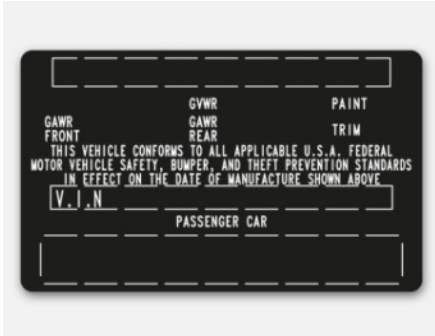 GVWR PAINT
GAWR FRONT GAWR REAR TRIM
THIS VEHICLE CONFORMS TO ALL APPLICABLE U.S.A. FEDERAL
MOTOR VEHICLE SAFETY, BUMPER, AND THEFT PREVENTION STANDARDS
IN EFFECT ON THE DATE OF MANUFACTURE SHOWN ABOVE
V.I.N
PASSENGER CAR